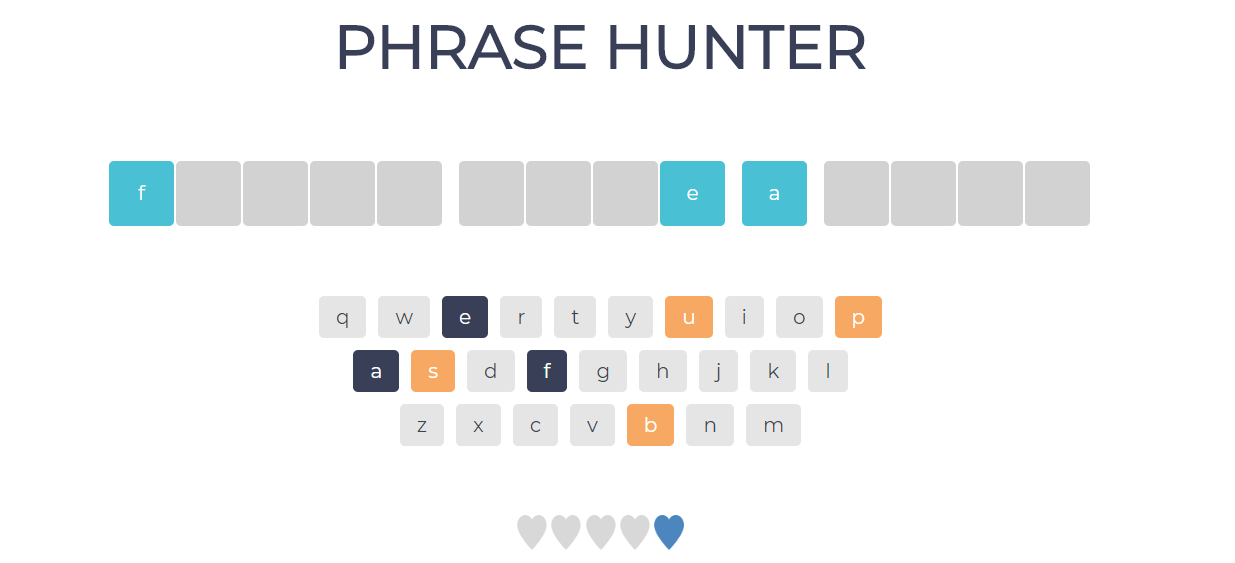 PHRASE HUNTER
f e a
q w e r t y u i o p
a s d f g h j k l
z x c v b n m